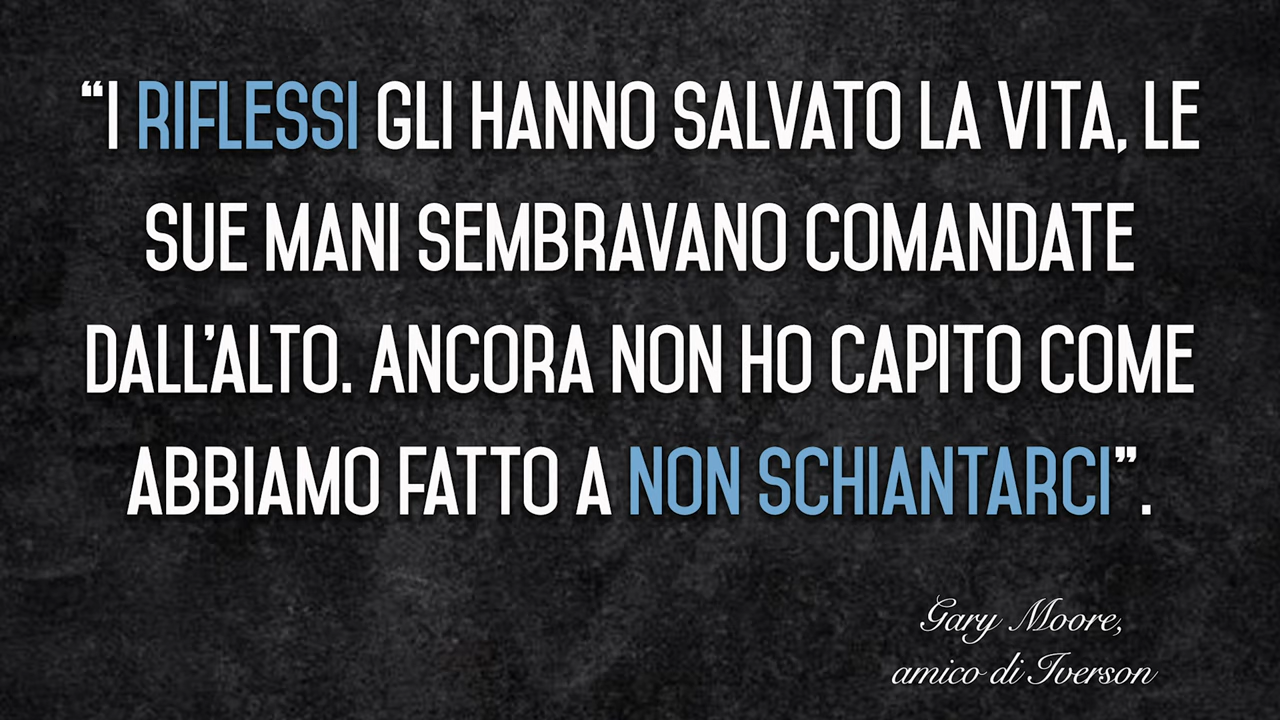 “I RIFLESSI GLI HANNO SALVATO LA VITA, LE
SUE MANI SEMBRAVANO COMANDATE
DALL’ALTO. ANCORA NON HO CAPITO COME
ABBIAMO FATTO A NON SCHIANTARCI”.
Gary Moore,
amico di Iverson